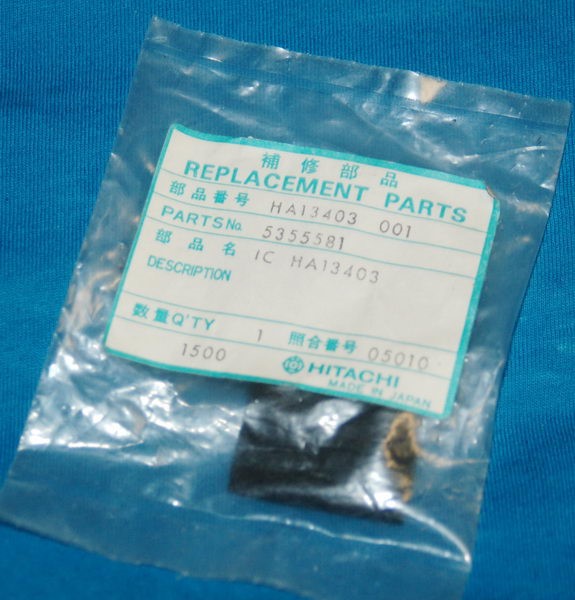 補修部品
REPLACEMENT PARTS
部品番号 HA13403 001
PARTS No. 5355581
部品名 IC HA13403
DESCRIPTION
数量Q'TY 1 照合番号 05010
1500 HITACHI
MADE IN JAPAN